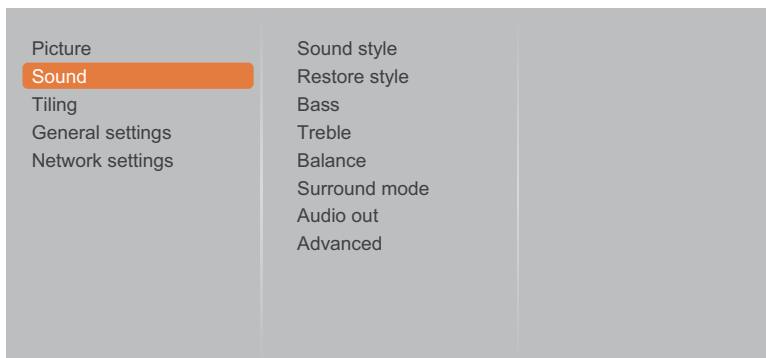 Picture
Sound
Tiling
General settings
Network settings
Sound style
Restore style
Bass
Treble
Balance
Surround mode
Audio out
Advanced